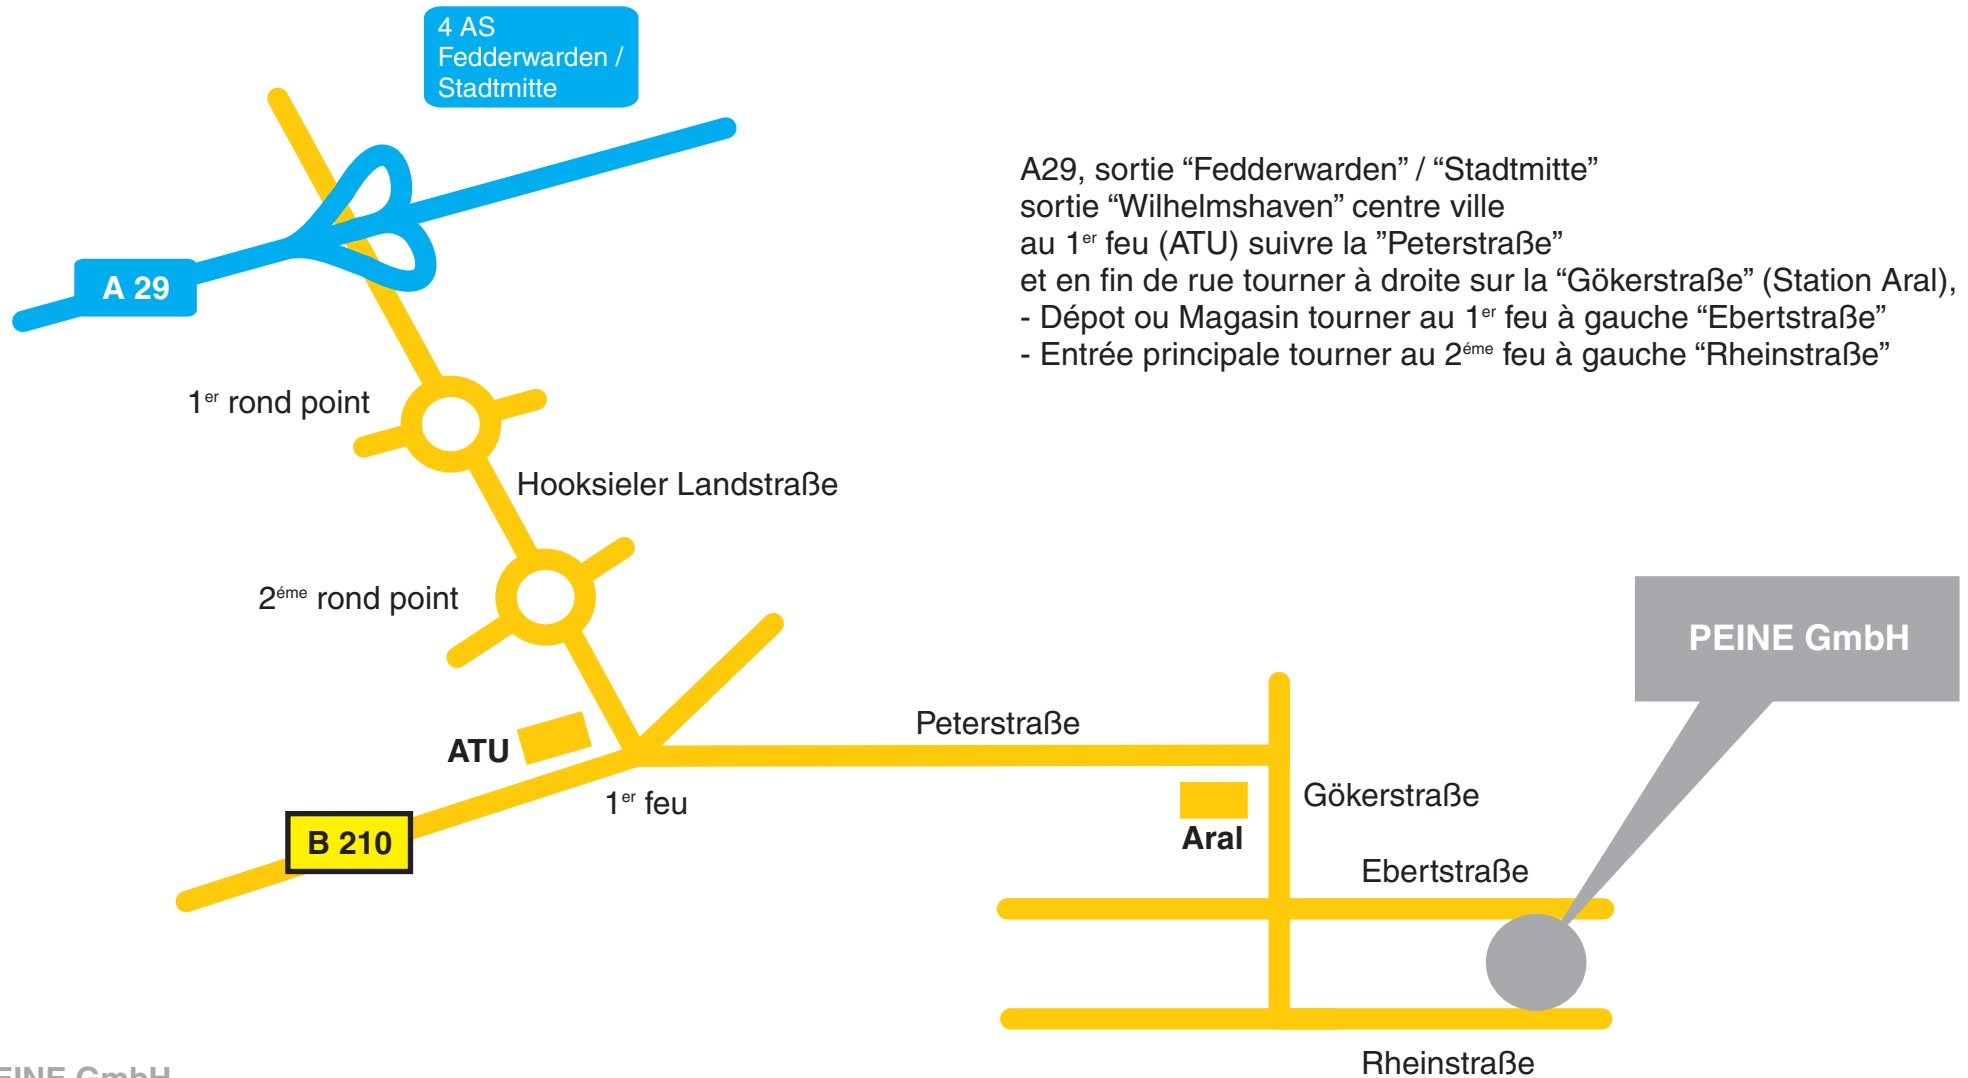 4 AS
Fedderwarden /
Stadtmitte
A29, sortie “Fedderwarden” / “Stadtmitte”
sortie “Wilhelmshaven” centre ville
au 1er feu (ATU) suivre la ”Peterstraße”
et en fin de rue tourner à droite sur la “Gökerstraße” (Station Aral),
- Dépot ou Magasin tourner au 1er feu à gauche “Ebertstraße”
- Entrée principale tourner au 2éme feu à gauche “Rheinstraße”
A 29
1er rond point
Hooksieler Landstraße
2éme rond point
PEINE GmbH
Peterstraße
ATU
1er feu
Gökerstraße
B 210
Aral
Ebertstraße
Rheinstraße
EINE GmbH